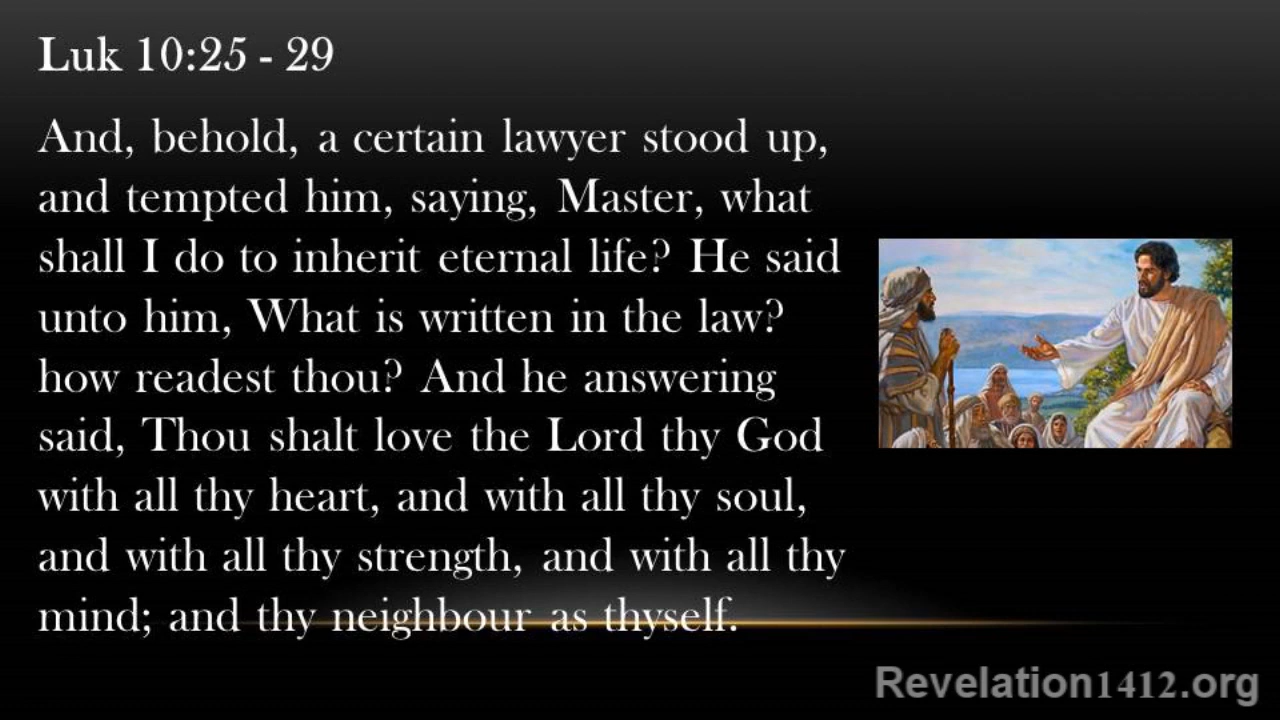 Luk 10:25 - 29
And, behold, a certain lawyer stood up,
and tempted him, saying, Master, what
shall I do to inherit eternal life? He said
unto him, What is written in the law?
how readest thou? And he answering
said, Thou shalt love the Lord thy God
with all thy heart, and with all thy soul,
and with all thy strength, and with all thy
mind; and thy neighbour as thyself.
Revelation1412.org